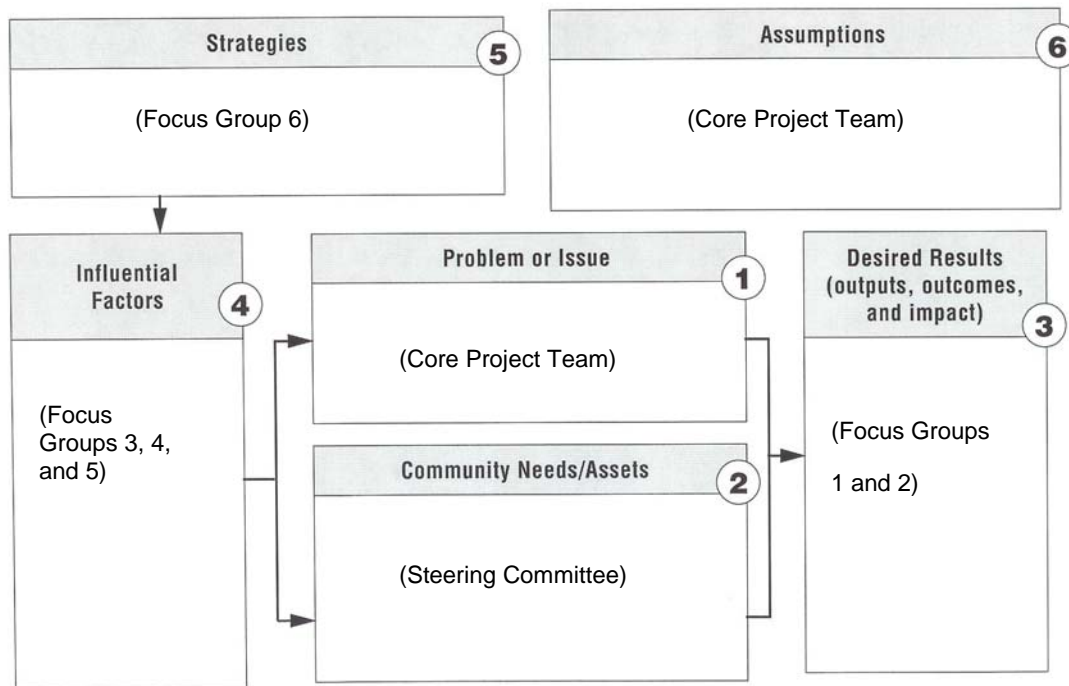 Strategies
5
(Focus Group 6)
Assumptions
6
(Core Project Team)
Influential
Factors
4
(Focus
Groups 3, 4,
and 5)
Problem or Issue
1
(Core Project Team)
Community Needs/Assets
2
(Steering Committee)
Desired Results
(outputs, outcomes,
and impact)
3
(Focus Groups
1 and 2)